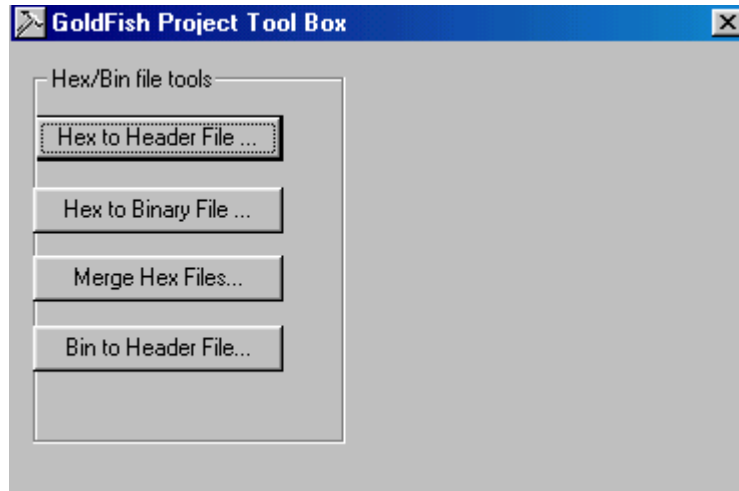 GoldFish Project Tool Box
Hex/Bin file tools
Hex to Header File ...
Hex to Binary File ...
Merge Hex Files...
Bin to Header File...